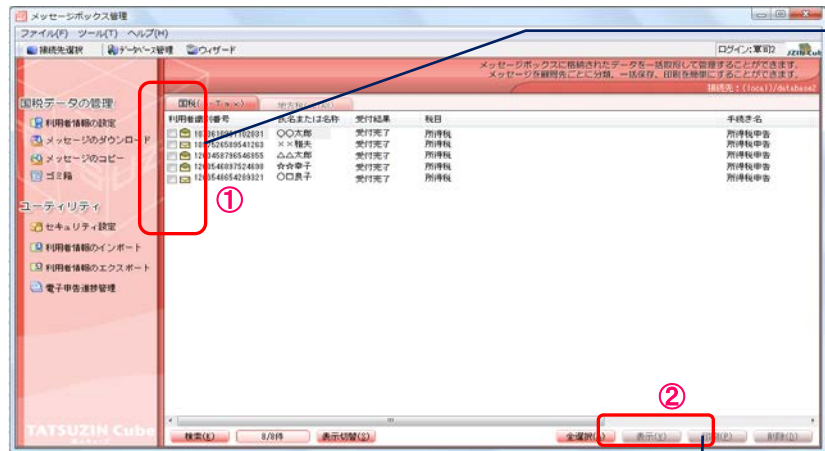 メッセージボックス管理
ファイル(F) ツール(T) ヘルプ(H)
接続先選択 データベース管理 ウィザード ログイン:軍司2
メッセージボックスに格納されたデータを一括取得して管理することができます。
メッセージを顧問先ごとに分類、一括保存、印刷を簡単にすることができます。
接続先:(local)/database2
国税データの管理
利用者情報の設定
メッセージのダウンロード
メッセージのコピー
ゴミ箱
ユーティリティ
セキュリティ設定
利用者情報のインポート
利用者情報のエクスポート
電子申告進捗管理
TATSUZIN Cube
利用者識別番号 氏名または名称 受付結果 税目 手続き名
〇〇太郎 受付完了 所得税 所得税申告
××雅夫 受付完了 所得税 所得税申告
△△太郎 受付完了 所得税 所得税申告
☆☆幸子 受付完了 所得税 所得税申告
〇口良子 受付完了 所得税 所得税申告
①
②
検索(K) 8/8件 表示切替(S) 全選択 表示(V) 削除(D)